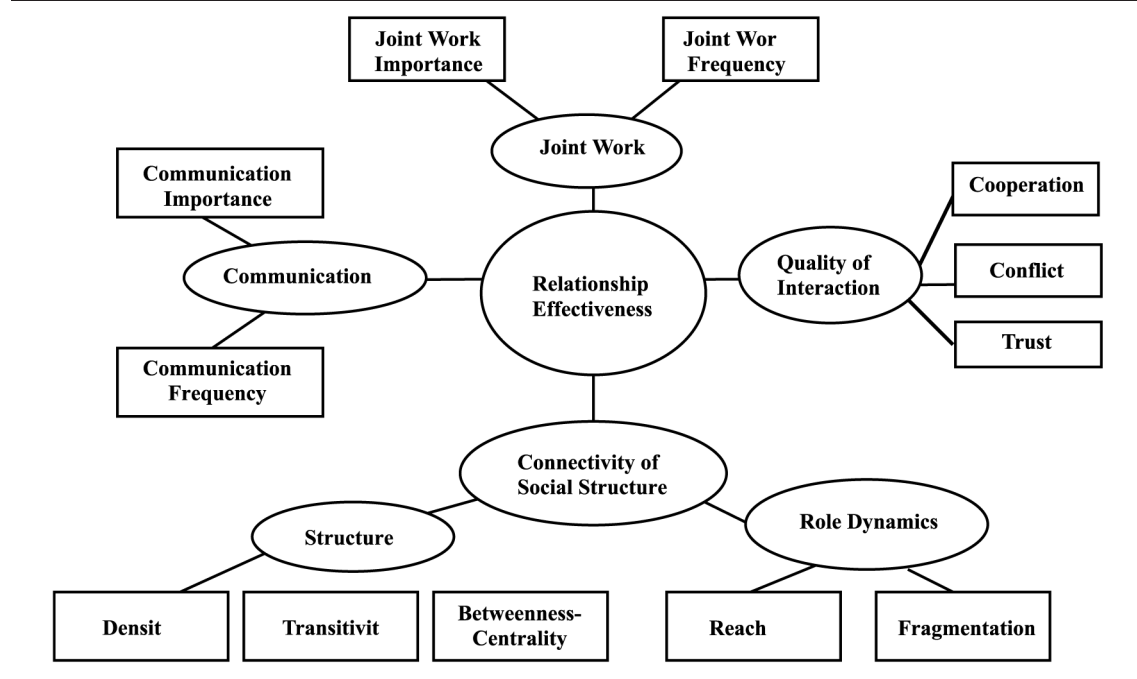 Joint Work
Importance
Joint Wor
Frequency
Joint Work
Communication
Importance
Cooperation
Communication
Relationship
Effectiveness
Quality of
Interaction
Conflict
Trust
Communication
Frequency
Connectivity of
Social Structure
Structure
Role Dynamics
Densit
Transitivit
Betweenness-
Centrality
Reach
Fragmentation